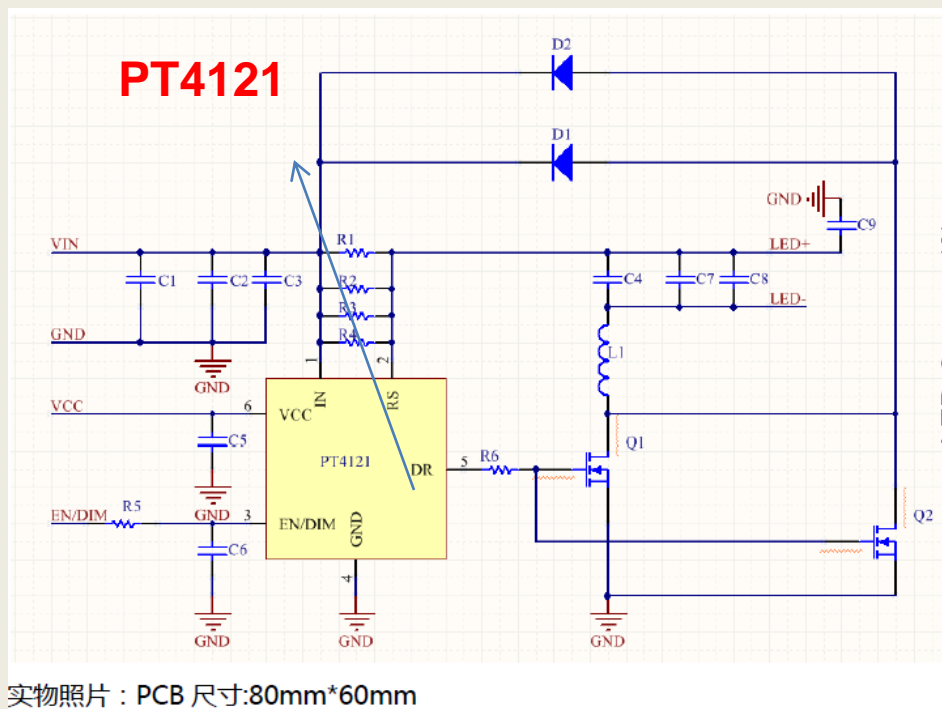 PT4121
D2
D1
GND
C9
VIN
R1
LED+
C1
C2
C3
R2
C4
C7
C8
LED-
R3
GND
R4
L1
1
2
GND
IN
RS
VCC
6
VCC
C5
Q1
PT4121
DR
5
R6
GND
EN/DIM
R5
3
EN/DIM
GND
Q2
C6
4
GND
GND
GND
实物照片：PCB 尺寸:80mm*60mm